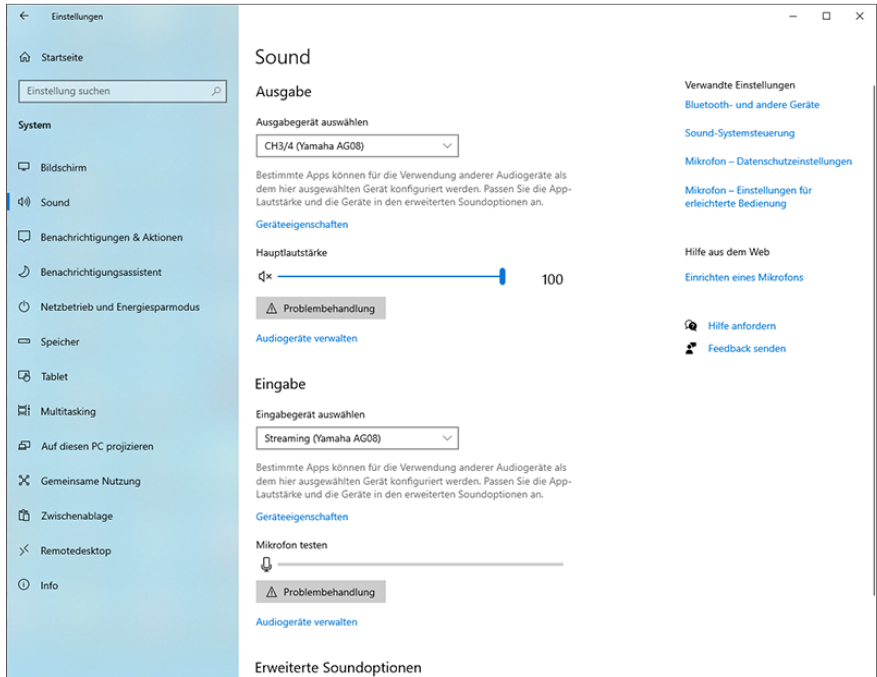 Einstellungen
Startseite
Einstellung suchen
System
Bildschirm
Sound
Benachrichtigungen & Aktionen
Benachrichtigungsassistent
Netzbetrieb und Energiesparmodus
Speicher
Tablet
Multitasking
Auf diesen PC projizieren
Gemeinsame Nutzung
Zwischenablage
Remotedesktop
Info
Sound
Ausgabe
Ausgabegerät auswählen
CH3/4 (Yamaha AG08)
Bestimmte Apps können für die Verwendung anderer Audiogeräte als
dem hier ausgewählten Gerät konfiguriert werden. Passen Sie die App-
Lautstärke und die Geräte in den erweiterten Soundoptionen an.
Geräteeigenschaften
Hauptlautstärke
100
Problembehandlung
Audiogeräte verwalten
Eingabe
Eingabegerät auswählen
Streaming (Yamaha AG08)
Bestimmte Apps können für die Verwendung anderer Audiogeräte als
dem hier ausgewählten Gerät konfiguriert werden. Passen Sie die App-
Lautstärke und die Geräte in den erweiterten Soundoptionen an.
Geräteeigenschaften
Mikrofon testen
Problembehandlung
Audiogeräte verwalten
Erweiterte Soundoptionen
Verwandte Einstellungen
Bluetooth- und andere Geräte
Sound-Systemsteuerung
Mikrofon – Datenschutzeinstellungen
Mikrofon – Einstellungen für
erleichterte Bedienung
Hilfe aus dem Web
Einrichten eines Mikrofons
Hilfe anfordern
Feedback senden